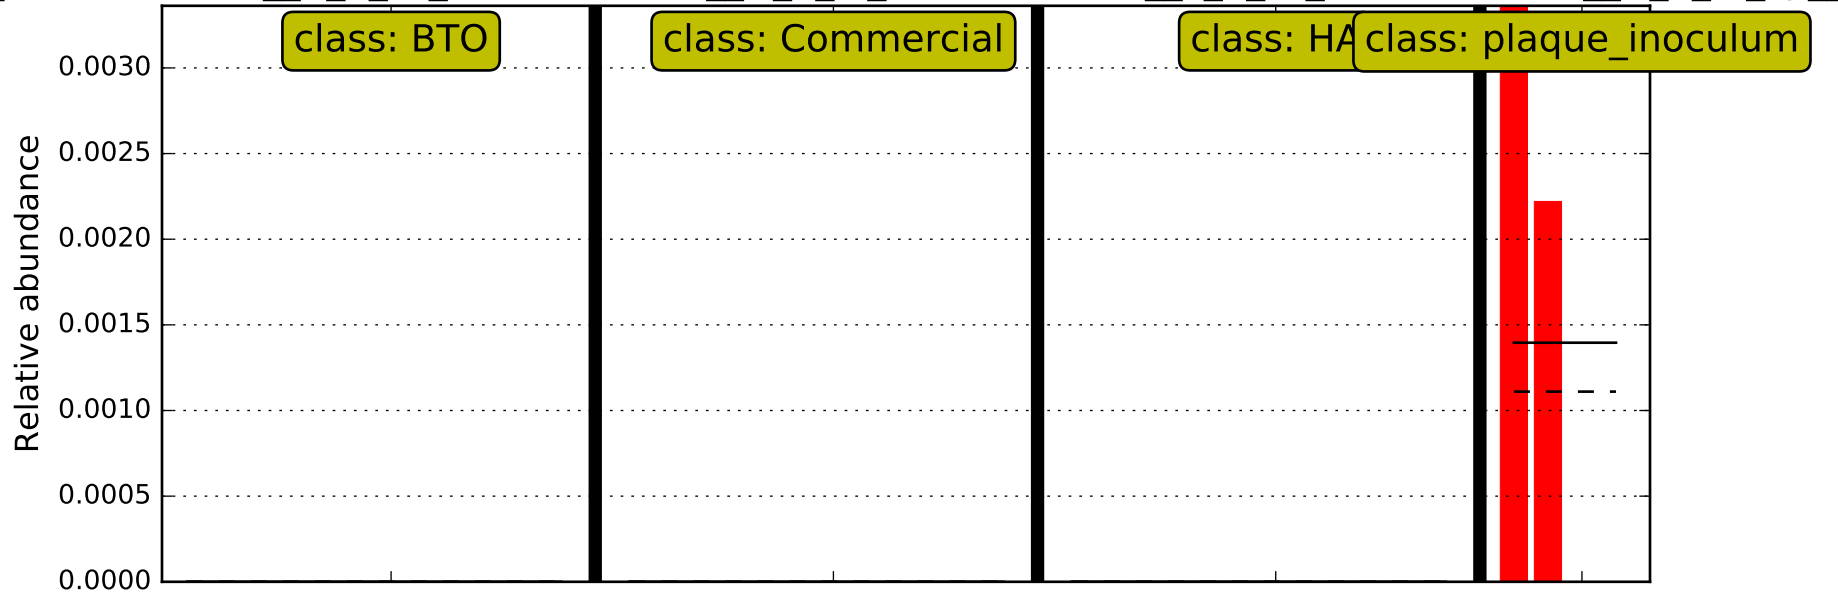 class: BTO
class: Commercial
class: HA
class: plaque_inoculum
0.0030
0.0025
0.0020
0.0015
0.0010
0.0005
0.0000
Relative abundance